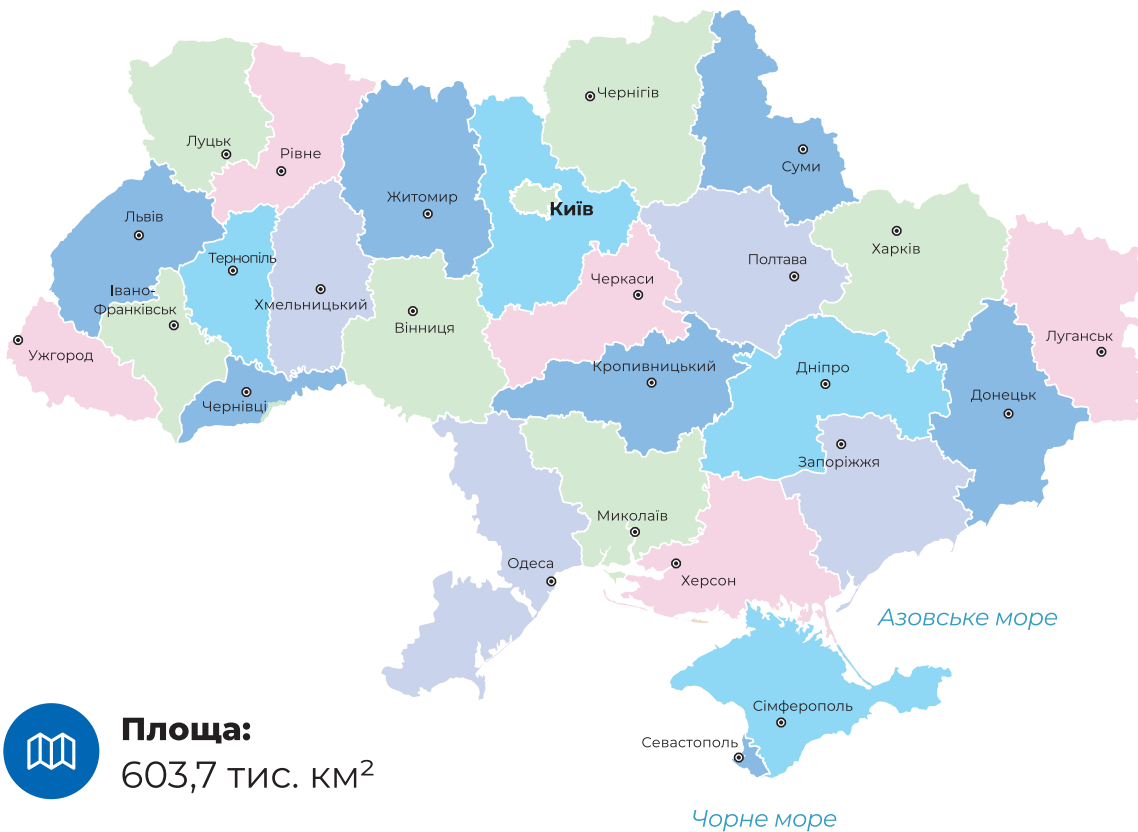 Чернігів
Луцьк
Рівне
Суми
Житомир
Київ
Львів
Харків
Тернопіль
Полтава
Черкаси
Івано-
Франківськ
Хмельницький
Вінниця
Луганськ
Ужгород
Кропивницький
Дніпро
Донецьк
Чернівці
Запоріжжя
Миколаїв
Одеса
Херсон
Азовське море
Сімферополь
Севастополь
Площа:
603,7 тис. км²
Чорне море